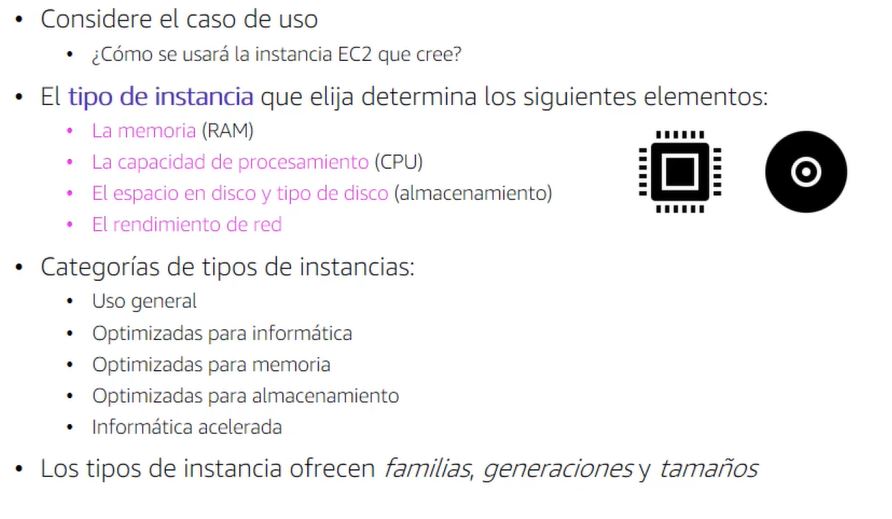 • Considere el caso de uso
• ¿Cómo se usará la instancia EC2 que cree?
• El tipo de instancia que elija determina los siguientes elementos:
• La memoria (RAM)
• La capacidad de procesamiento (CPU)
• El espacio en disco y tipo de disco (almacenamiento)
• El rendimiento de red
• Categorías de tipos de instancias:
• Uso general
• Optimizadas para informática
• Optimizadas para memoria
• Optimizadas para almacenamiento
• Informática acelerada
• Los tipos de instancia ofrecen familias, generaciones y tamaños